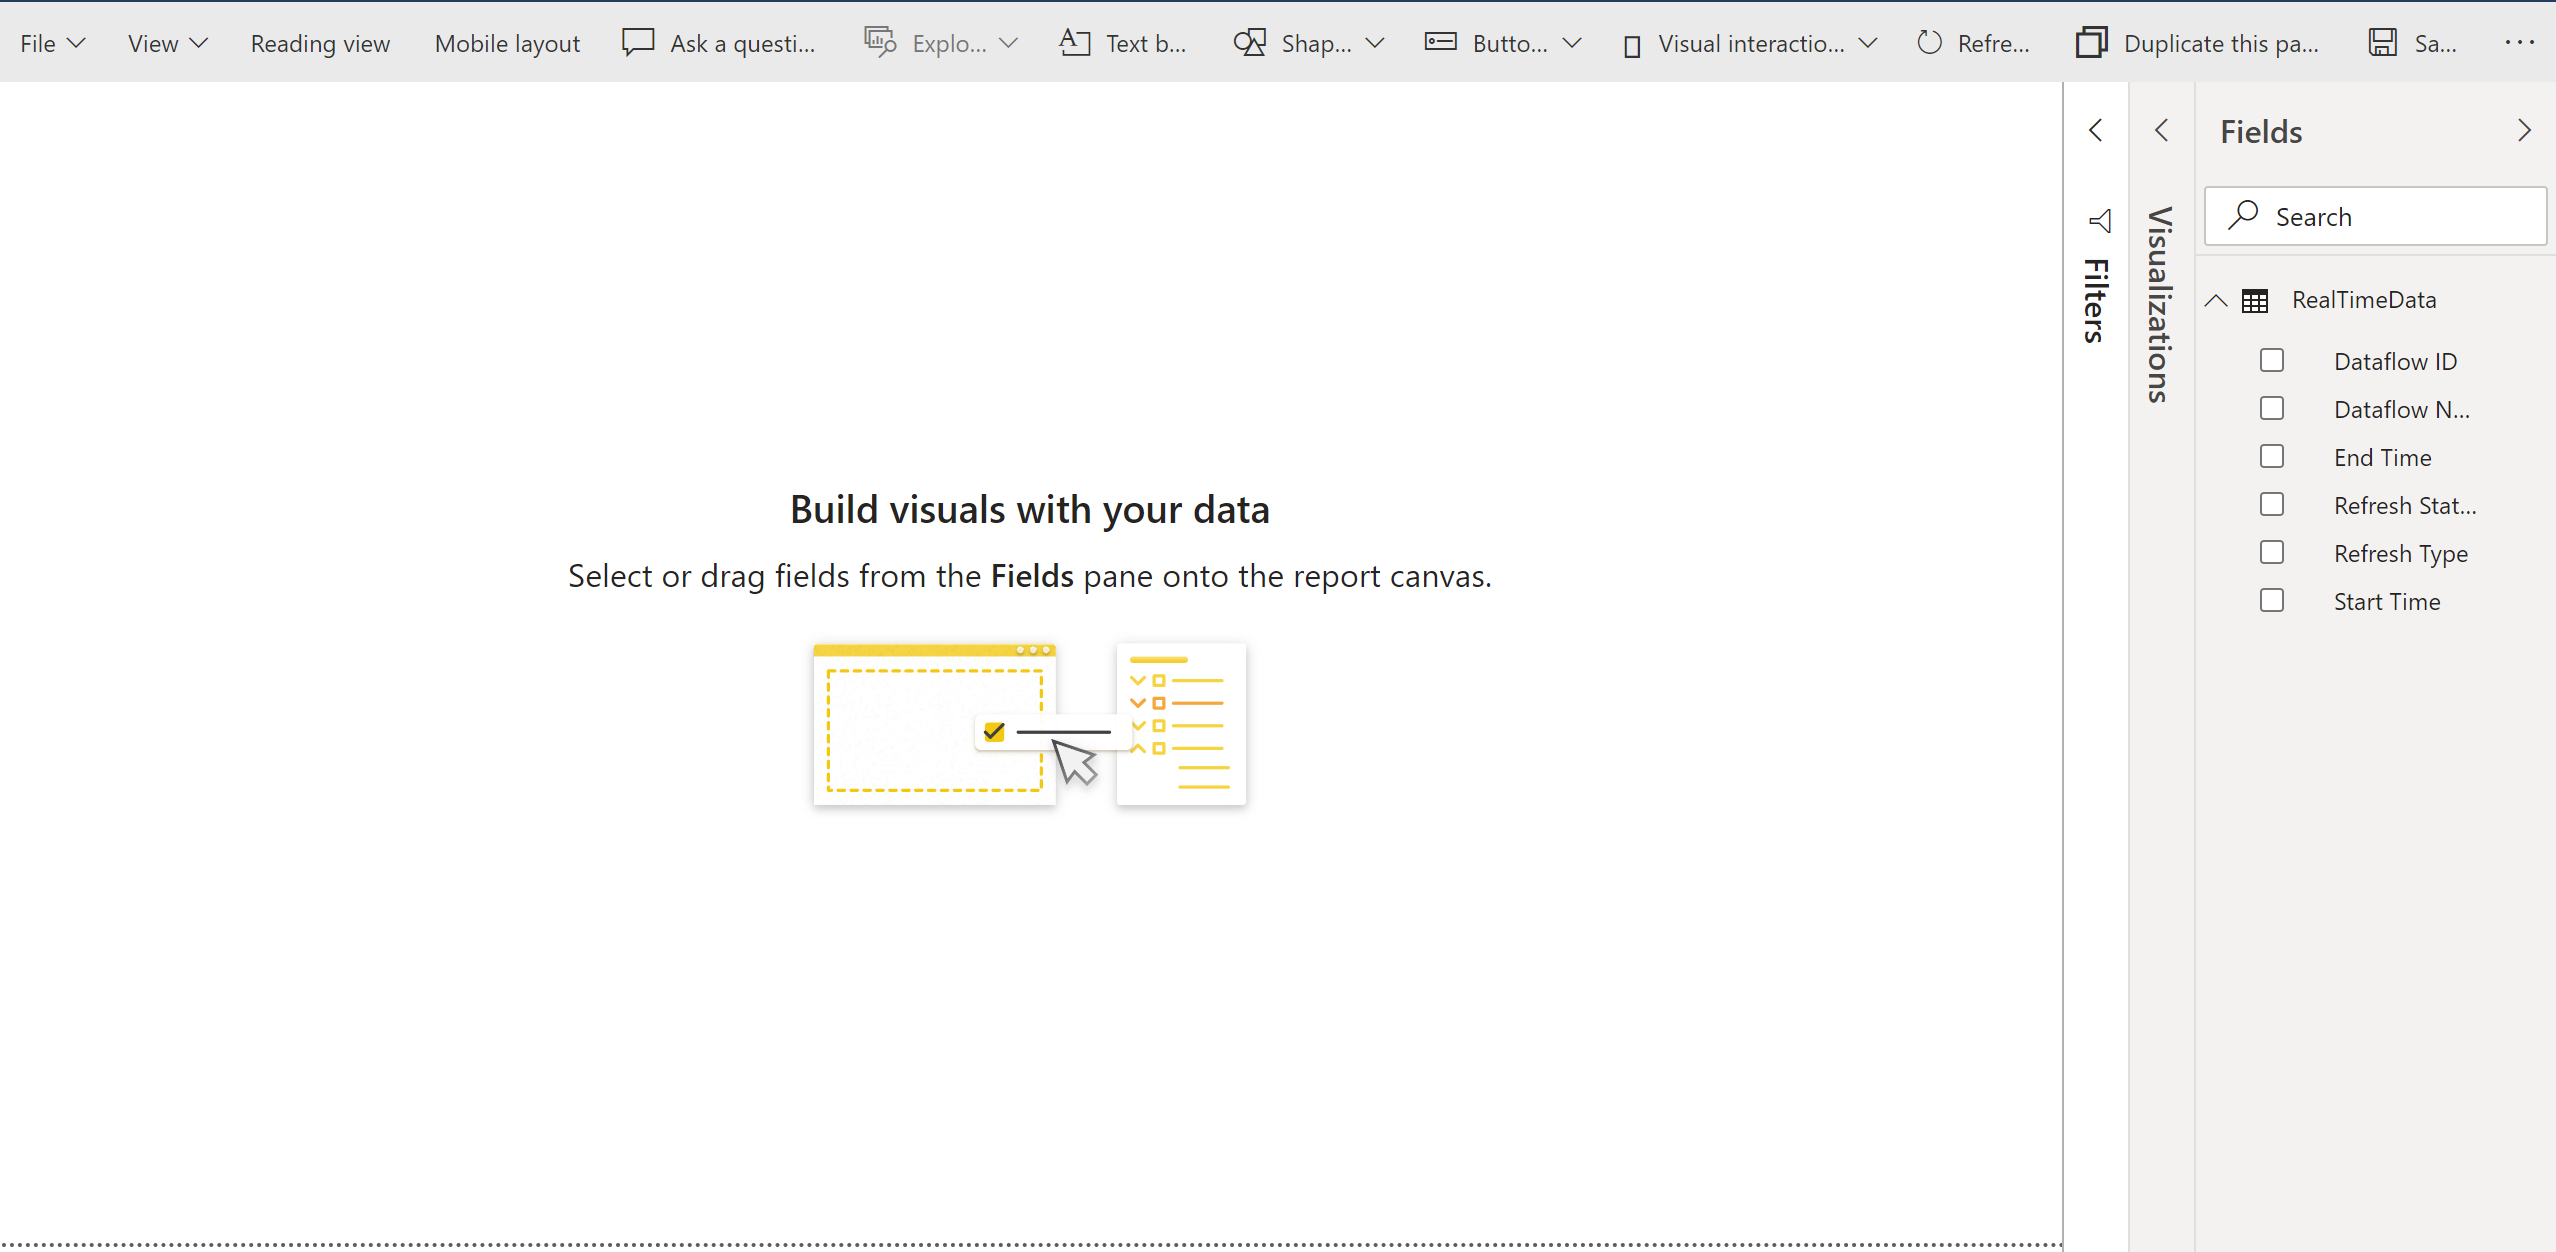 File View Reading view Mobile layout Ask a questi... Explo... Text b... Shap... Butto... Visual interactio... Refre... Duplicate this pa... Sa... ...
Build visuals with your data
Select or drag fields from the Fields pane onto the report canvas.
Filters
Visualizations
Fields
Search
RealTimeData
Dataflow ID
Dataflow N...
End Time
Refresh Stat...
Refresh Type
Start Time